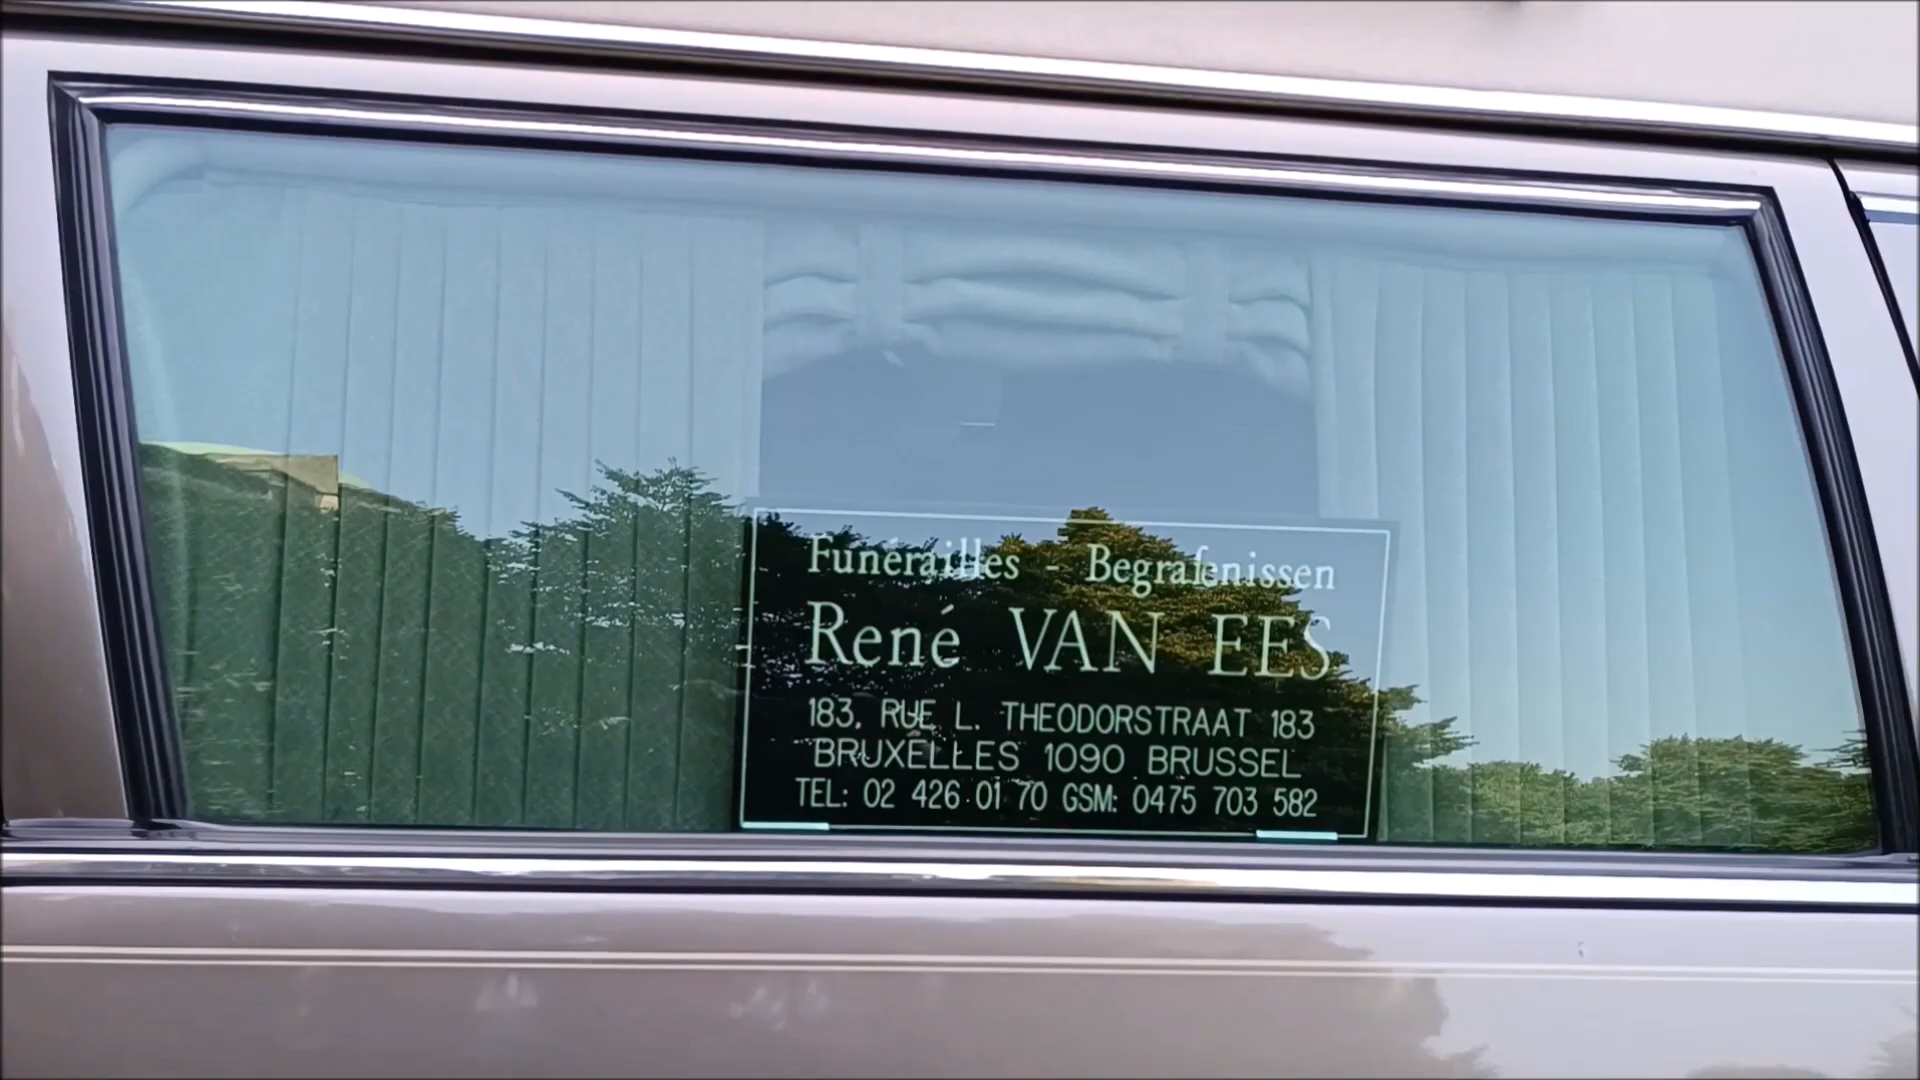 Funérailles - Begrafenissen
René VAN EES
183, RUE L. THEODORSTRAAT 183
BRUXELLES 1090 BRUSSEL
TEL: 02 426 01 70 GSM: 0475 703 582